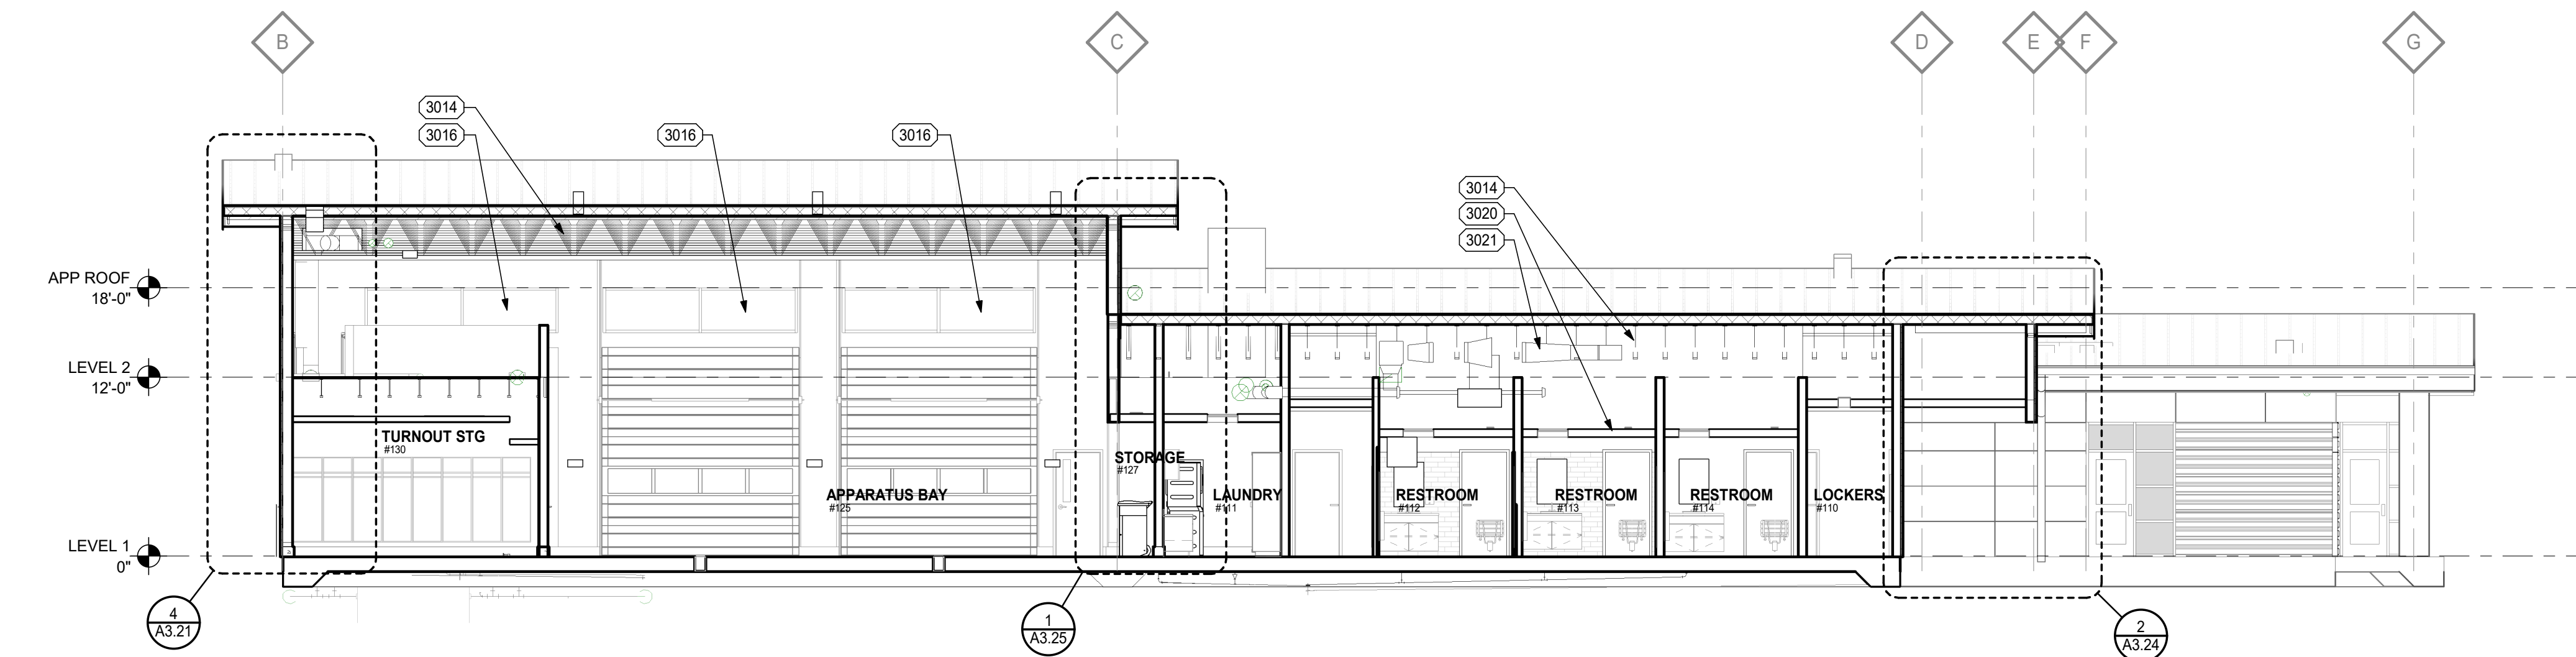 B
C
D
E
F
G
3014
3016
3016
3016
3014
3020
3021
APP ROOF
18'-0"
LEVEL 2
12'-0"
LEVEL 1
0"
TURNOUT STG
#130
APPARATUS BAY
#125
STORAGE
#127
LAUNDRY
#111
RESTROOM
#112
RESTROOM
#113
RESTROOM
#114
LOCKERS
#110
4
A3.21
1
A3.25
2
A3.24